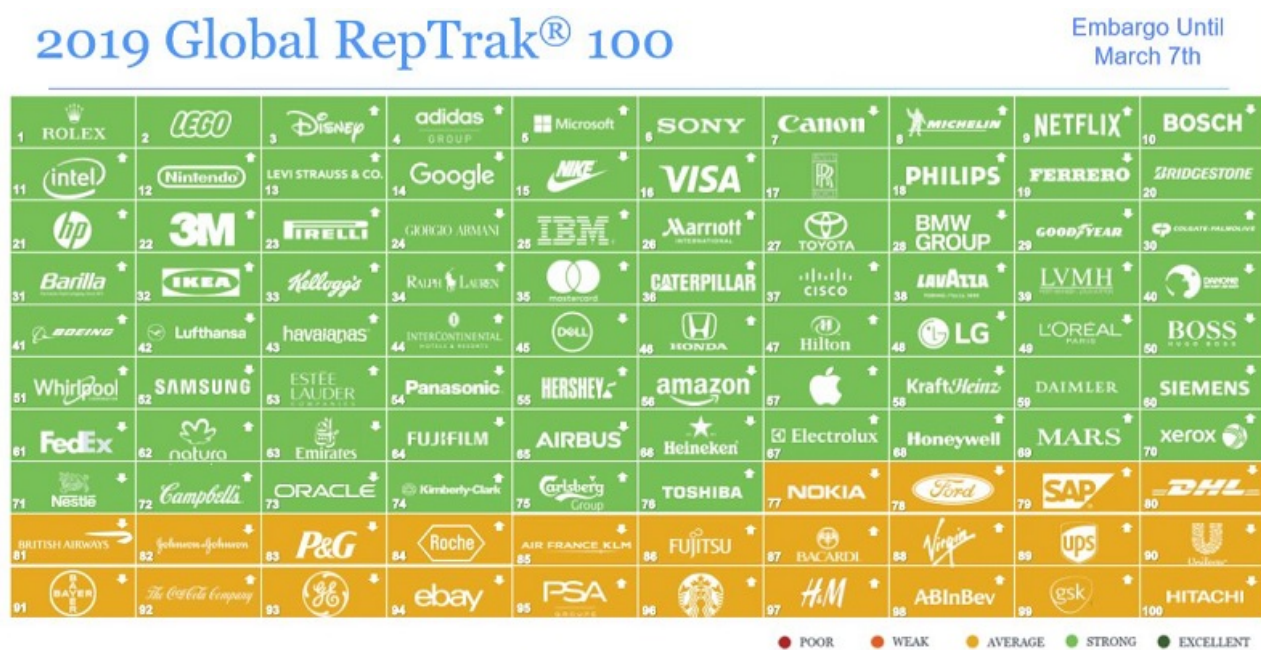 2019 Global RepTrak® 100
Embargo Until
March 7th
1 ROLEX
2 LEGO
3 Disney
4 adidas
GROUP
5 Microsoft
6 SONY
7 Canon
8 MICHELIN
9 NETFLIX
10 BOSCH
11 intel
12 Nintendo
13 LEVI STRAUSS & CO.
14 Google
15 NIKE
16 VISA
17
18 PHILIPS
19 FERRERO
20 BRIDGESTONE
21 hp
22 3M
23 PIRELLI
24 GIORGIO ARMANI
25 IBM
26 Marriott
INTERNATIONAL
27 TOYOTA
28 BMW
GROUP
29 GOODYEAR
30 COLGATE-PALMOLIVE
31 Barilla
32 IKEA
33 Kellogg's
34 RALPH LAUREN
35 mastercard
36 CATERPILLAR
37 CISCO
38 LAVAZZA
39 LVMH
40 DANONE
41 BOEING
42 Lufthansa
43 havaianas
44 INTERCONTINENTAL
HOTELS & RESORTS
45 DELL
46 HONDA
47 Hilton
48 LG
49 L'ORÉAL
PARIS
50 BOSS
HUGO BOSS
51 Whirlpool
52 SAMSUNG
53 ESTÉE
LAUDER
COMPANIES
54 Panasonic
55 HERSHEY
56 amazon
57
58 KraftHeinz
59 DAIMLER
60 SIEMENS
61 FedEx
62 natura
63 Emirates
64 FUJIFILM
65 AIRBUS
66 Heineken
67 Electrolux
68 Honeywell
69 MARS
70 xerox
71 Nestlé
72 Campbell's
73 ORACLE
74 Kimberly-Clark
75 Carlsberg
Group
76 TOSHIBA
77 NOKIA
78 Ford
79 SAP
80 DHL
81 BRITISH AIRWAYS
82 Johnson & Johnson
83 P&G
84 Roche
85 AIR FRANCE KLM
86 FUJITSU
87 BACARDI
88 Virgin
89 ups
90 Unilever
91 BAYER
92 The Coca-Cola Company
93 GE
94 ebay
95 PSA
GROUPE
96
97 H&M
98 ABInBev
99 gsk
100 HITACHI
POOR
WEAK
AVERAGE
STRONG
EXCELLENT